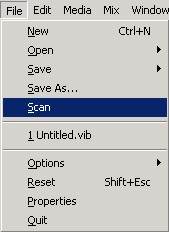 File Edit Media Mix Window
New Ctrl+N
Open
Save
Save As...
Scan
1 Untitled.vib
Options
Reset Shift+Esc
Properties
Quit